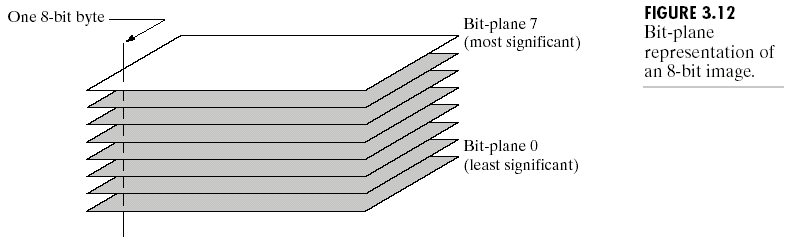 One 8-bit byte
Bit-plane 7
(most significant)
Bit-plane 0
(least significant)
FIGURE 3.12
Bit-plane
representation of
an 8-bit image.